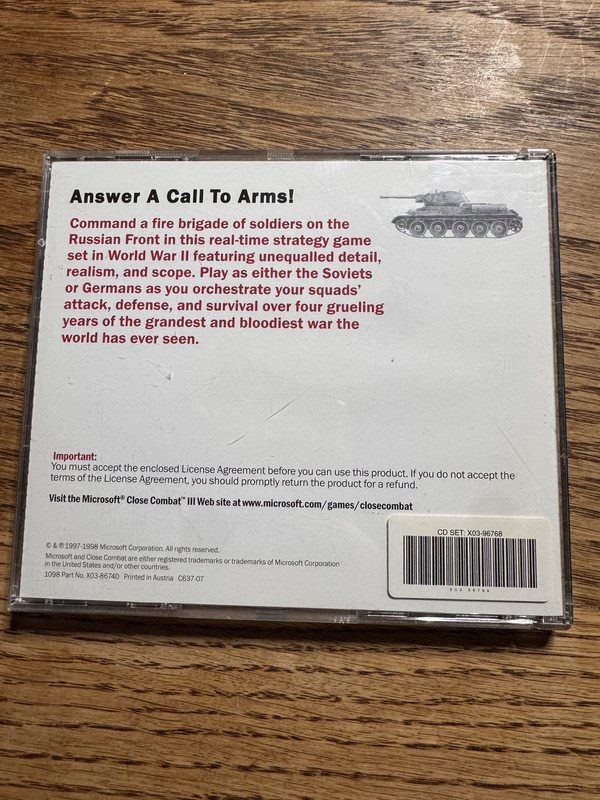 Answer A Call To Arms!
Command a fire brigade of soldiers on the
Russian Front in this real-time strategy game
set in World War II featuring unequalled detail,
realism, and scope. Play as either the Soviets
or Germans as you orchestrate your squads'
attack, defense, and survival over four grueling
years of the grandest and bloodiest war the
world has ever seen.
Important:
You must accept the enclosed License Agreement before you can use this product. If you do not accept the
terms of the License Agreement, you should promptly return the product for a refund.
Visit the Microsoft® Close Combat™ III Web site at www.microsoft.com/games/closecombat
© & ℗ 1997-1998 Microsoft Corporation. All rights reserved.
Microsoft and Close Combat are either registered trademarks or trademarks of Microsoft Corporation
in the United States and/or other countries.
1098 Part No. X03-86740 Printed in Austria C637-07
CD SET: X03-96768
X03 96768